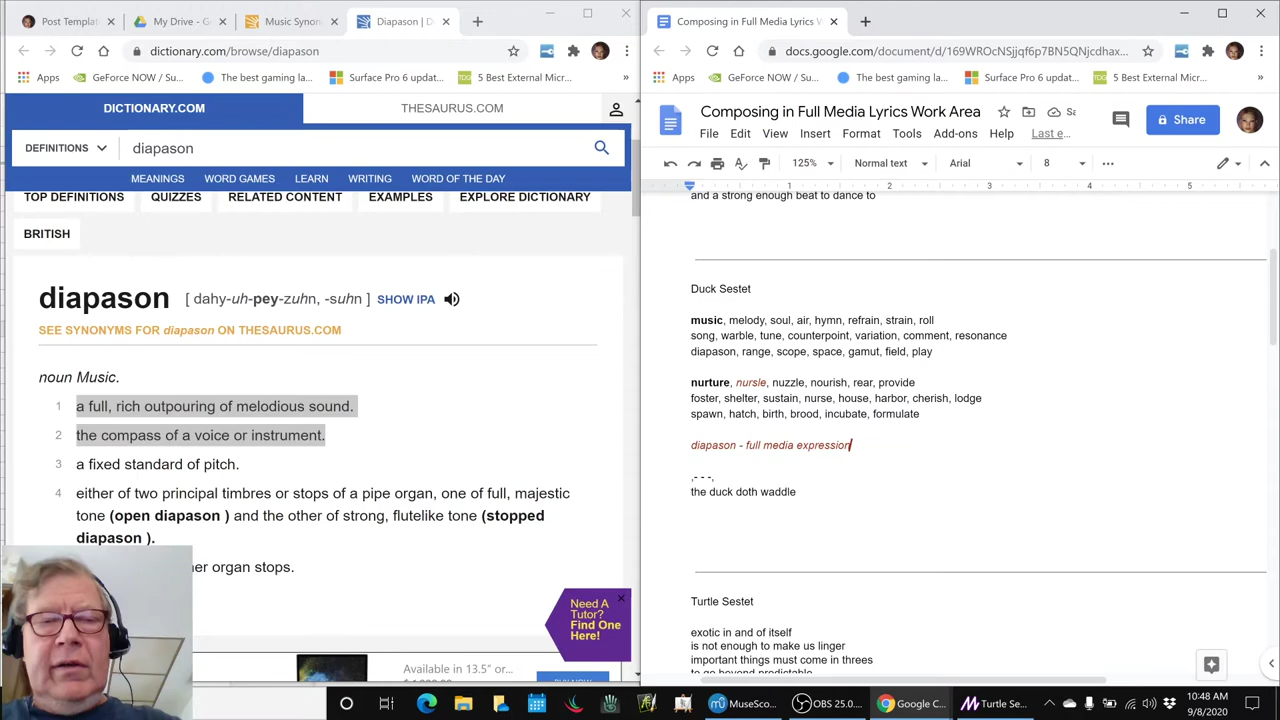 Post Templat
My Drive - G
Music Synon
Diapason | D
Composing in Full Media Lyrics W
dictionary.com/browse/diapason
docs.google.com/document/d/169WROcNSjjqf6p7BN5QNjcdhax...
Apps
GeForce NOW / Su...
The best gaming la...
Surface Pro 6 updat...
5 Best External Micr...
»
Apps
GeForce NOW / Su...
The best gaming la...
Surface Pro 6 updat...
5 Best External Micr...
»
DICTIONARY.COM
THESAURUS.COM
DEFINITIONS
diapason
MEANINGS
WORD GAMES
LEARN
WRITING
WORD OF THE DAY
TOP DEFINITIONS
QUIZZES
RELATED CONTENT
EXAMPLES
EXPLORE DICTIONARY
BRITISH
diapason
[ dahy-uh-pey-zuhn, -suhn ]
SHOW IPA
SEE SYNONYMS FOR diapason ON THESAURUS.COM
noun Music.
1 a full, rich outpouring of melodious sound.
2 the compass of a voice or instrument.
3 a fixed standard of pitch.
4 either of two principal timbres or stops of a pipe organ, one of full, majestic
tone (open diapason ) and the other of strong, flutelike tone (stopped
diapason ).
her organ stops.
Need A
Tutor?
Find One
Here!
Available in 13.5" or...
BUY NOW
Composing in Full Media Lyrics Work Area
Share
File
Edit
View
Insert
Format
Tools
Add-ons
Help
Last e...
125%
Normal text
Arial
8
1
2
3
4
5
and a strong enough beat to dance to
Duck Sestet
music, melody, soul, air, hymn, refrain, strain, roll
song, warble, tune, counterpoint, variation, comment, resonance
diapason, range, scope, space, gamut, field, play
nurture, nursle, nuzzle, nourish, rear, provide
foster, shelter, sustain, nurse, house, harbor, cherish, lodge
spawn, hatch, birth, brood, incubate, formulate
diapason - full media expression
,- - -,
the duck doth waddle
Turtle Sestet
exotic in and of itself
is not enough to make us linger
important things must come in threes
to go beyond predictable
MuseSco...
OBS 25.0...
Google C...
Turtle Se...
10:48 AM
9/8/2020